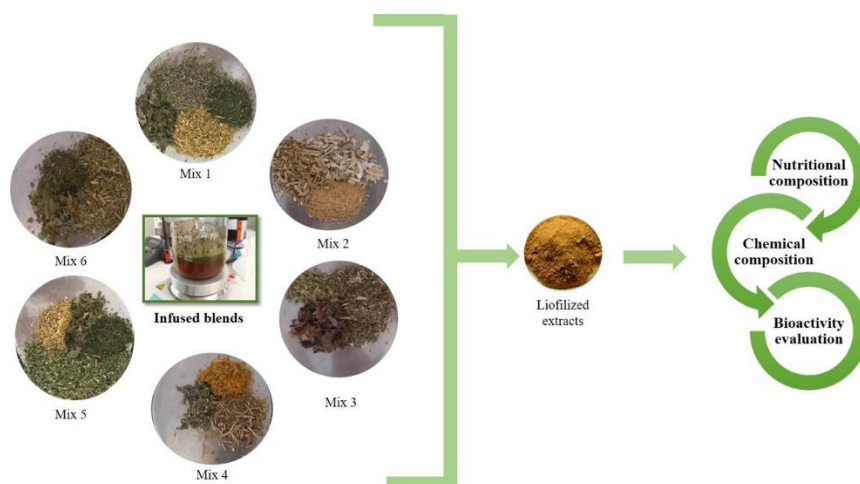 Mix 1
Mix 2
Mix 3
Mix 4
Mix 5
Mix 6
Infused blends
Liofilized
extracts
Nutritional
composition
Chemical
composition
Bioactivity
evaluation